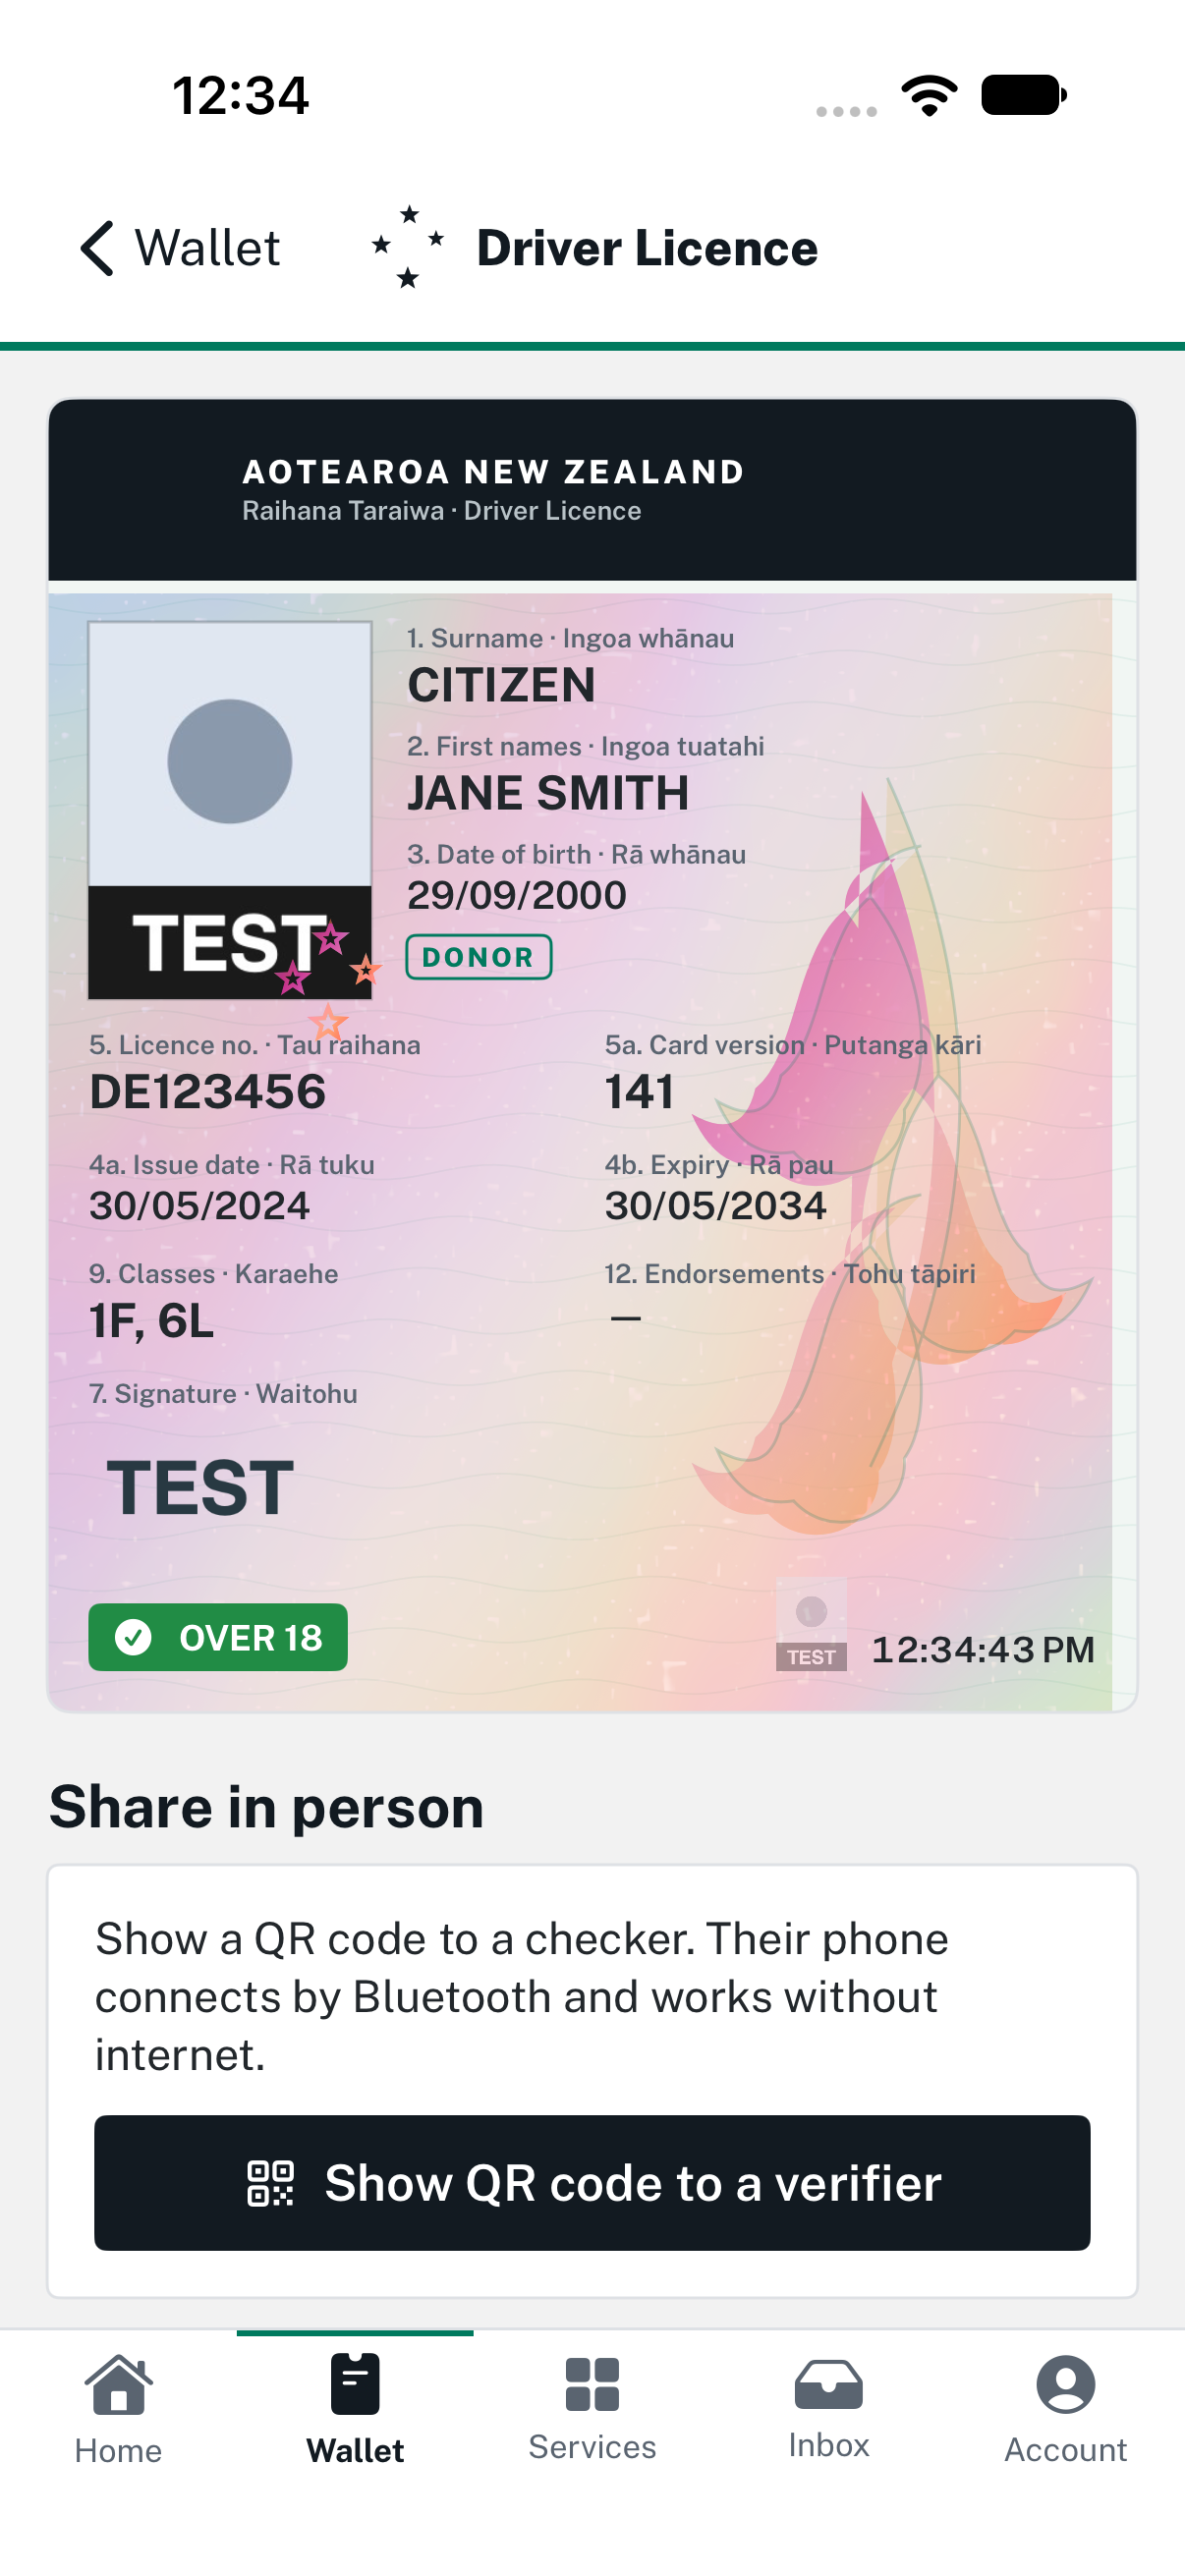 12:34
Wallet
Driver Licence
AOTEAROA NEW ZEALAND
Raihana Taraiwa · Driver Licence
1. Surname · Ingoa whānau
CITIZEN
2. First names · Ingoa tuatahi
JANE SMITH
3. Date of birth · Rā whānau
29/09/2000
DONOR
TEST
5. Licence no. · Tau raihana
DE123456
5a. Card version · Putanga kāri
141
4a. Issue date · Rā tuku
30/05/2024
4b. Expiry · Rā pau
30/05/2034
9. Classes · Karaehe
1F, 6L
12. Endorsements · Tohu tāpiri
—
7. Signature · Waitohu
TEST
OVER 18
TEST
12:34:43 PM
Share in person
Show a QR code to a checker. Their phone
connects by Bluetooth and works without
internet.
Show QR code to a verifier
Home
Wallet
Services
Inbox
Account